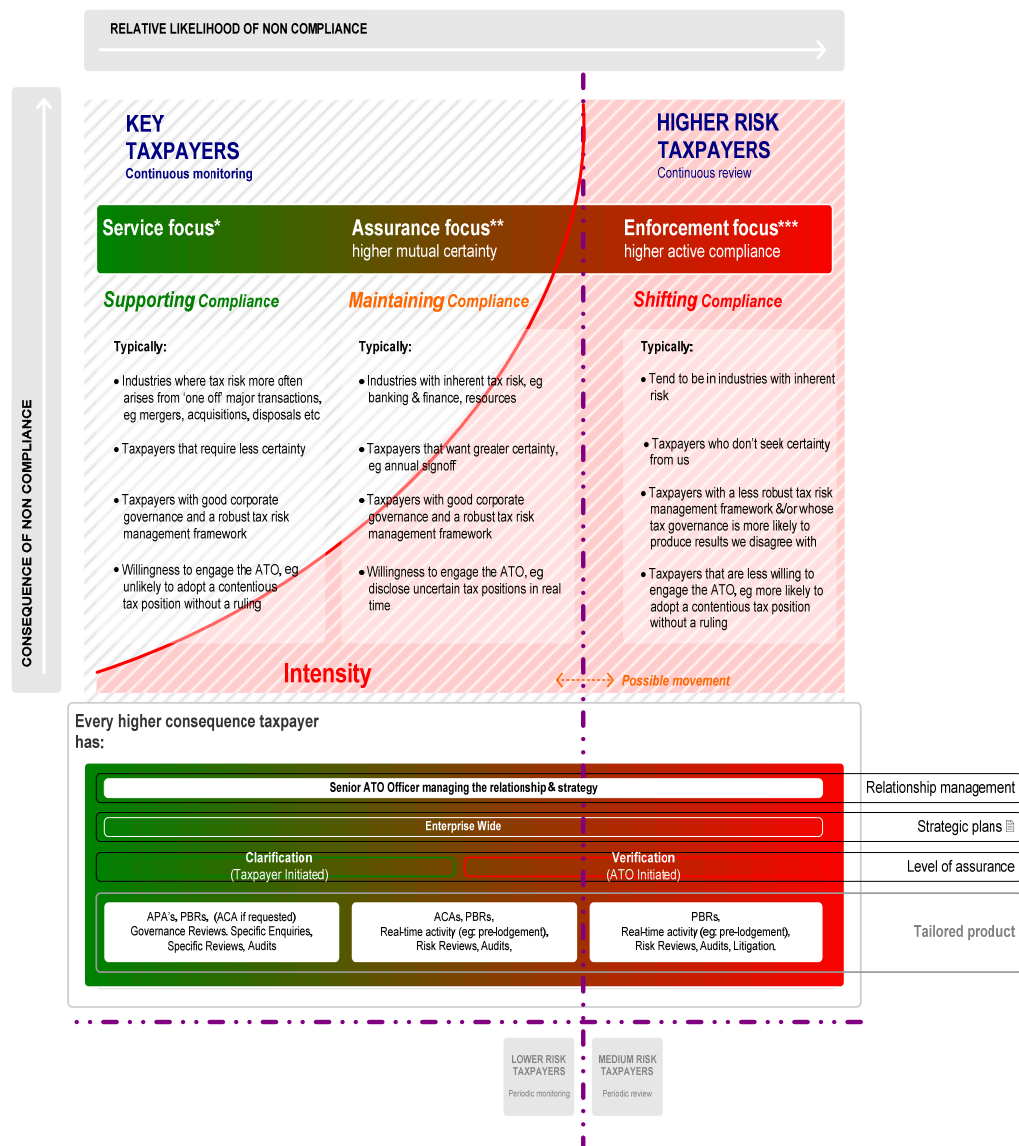 RELATIVE LIKELIHOOD OF NON COMPLIANCE
CONSEQUENCE OF NON COMPLIANCE
KEY
TAXPAYERS
Continuous monitoring
HIGHER RISK
TAXPAYERS
Continuous review
Service focus*
Assurance focus**
higher mutual certainty
Enforcement focus***
higher active compliance
Supporting Compliance
Typically:
• Industries where tax risk more often
arises from 'one off' major transactions,
eg mergers, acquisitions, disposals etc
• Taxpayers that require less certainty
• Taxpayers with good corporate
governance and a robust tax risk
management framework
• Willingness to engage the ATO, eg
unlikely to adopt a contentious
tax position without a ruling
Maintaining Compliance
Typically:
• Industries with inherent tax risk, eg
banking & finance, resources
• Taxpayers that want greater certainty,
eg annual signoff
• Taxpayers with good corporate
governance and a robust tax risk
management framework
• Willingness to engage the ATO, eg
disclose uncertain tax positions in real
time
Shifting Compliance
Typically:
• Tend to be in industries with inherent
risk
• Taxpayers who don't seek certainty
from us
• Taxpayers with a less robust tax risk
management framework &/or whose
tax governance is more likely to
produce results we disagree with
• Taxpayers that are less willing to
engage the ATO, eg more likely to
adopt a contentious tax position
without a ruling
Intensity
Possible movement
Every higher consequence taxpayer
has:
Senior ATO Officer managing the relationship & strategy
Relationship management
Enterprise Wide
Strategic plans
Clarification
(Taxpayer Initiated)
Verification
(ATO Initiated)
Level of assurance
APA's, PBRs, (ACA if requested)
Governance Reviews. Specific Enquiries,
Specific Reviews, Audits
ACAs, PBRs,
Real-time activity (eg: pre-lodgement),
Risk Reviews, Audits,
PBRs,
Real-time activity (eg: pre-lodgement),
Risk Reviews, Audits, Litigation.
Tailored product
LOWER RISK
TAXPAYERS
Periodic monitoring
MEDIUM RISK
TAXPAYERS
Periodic review